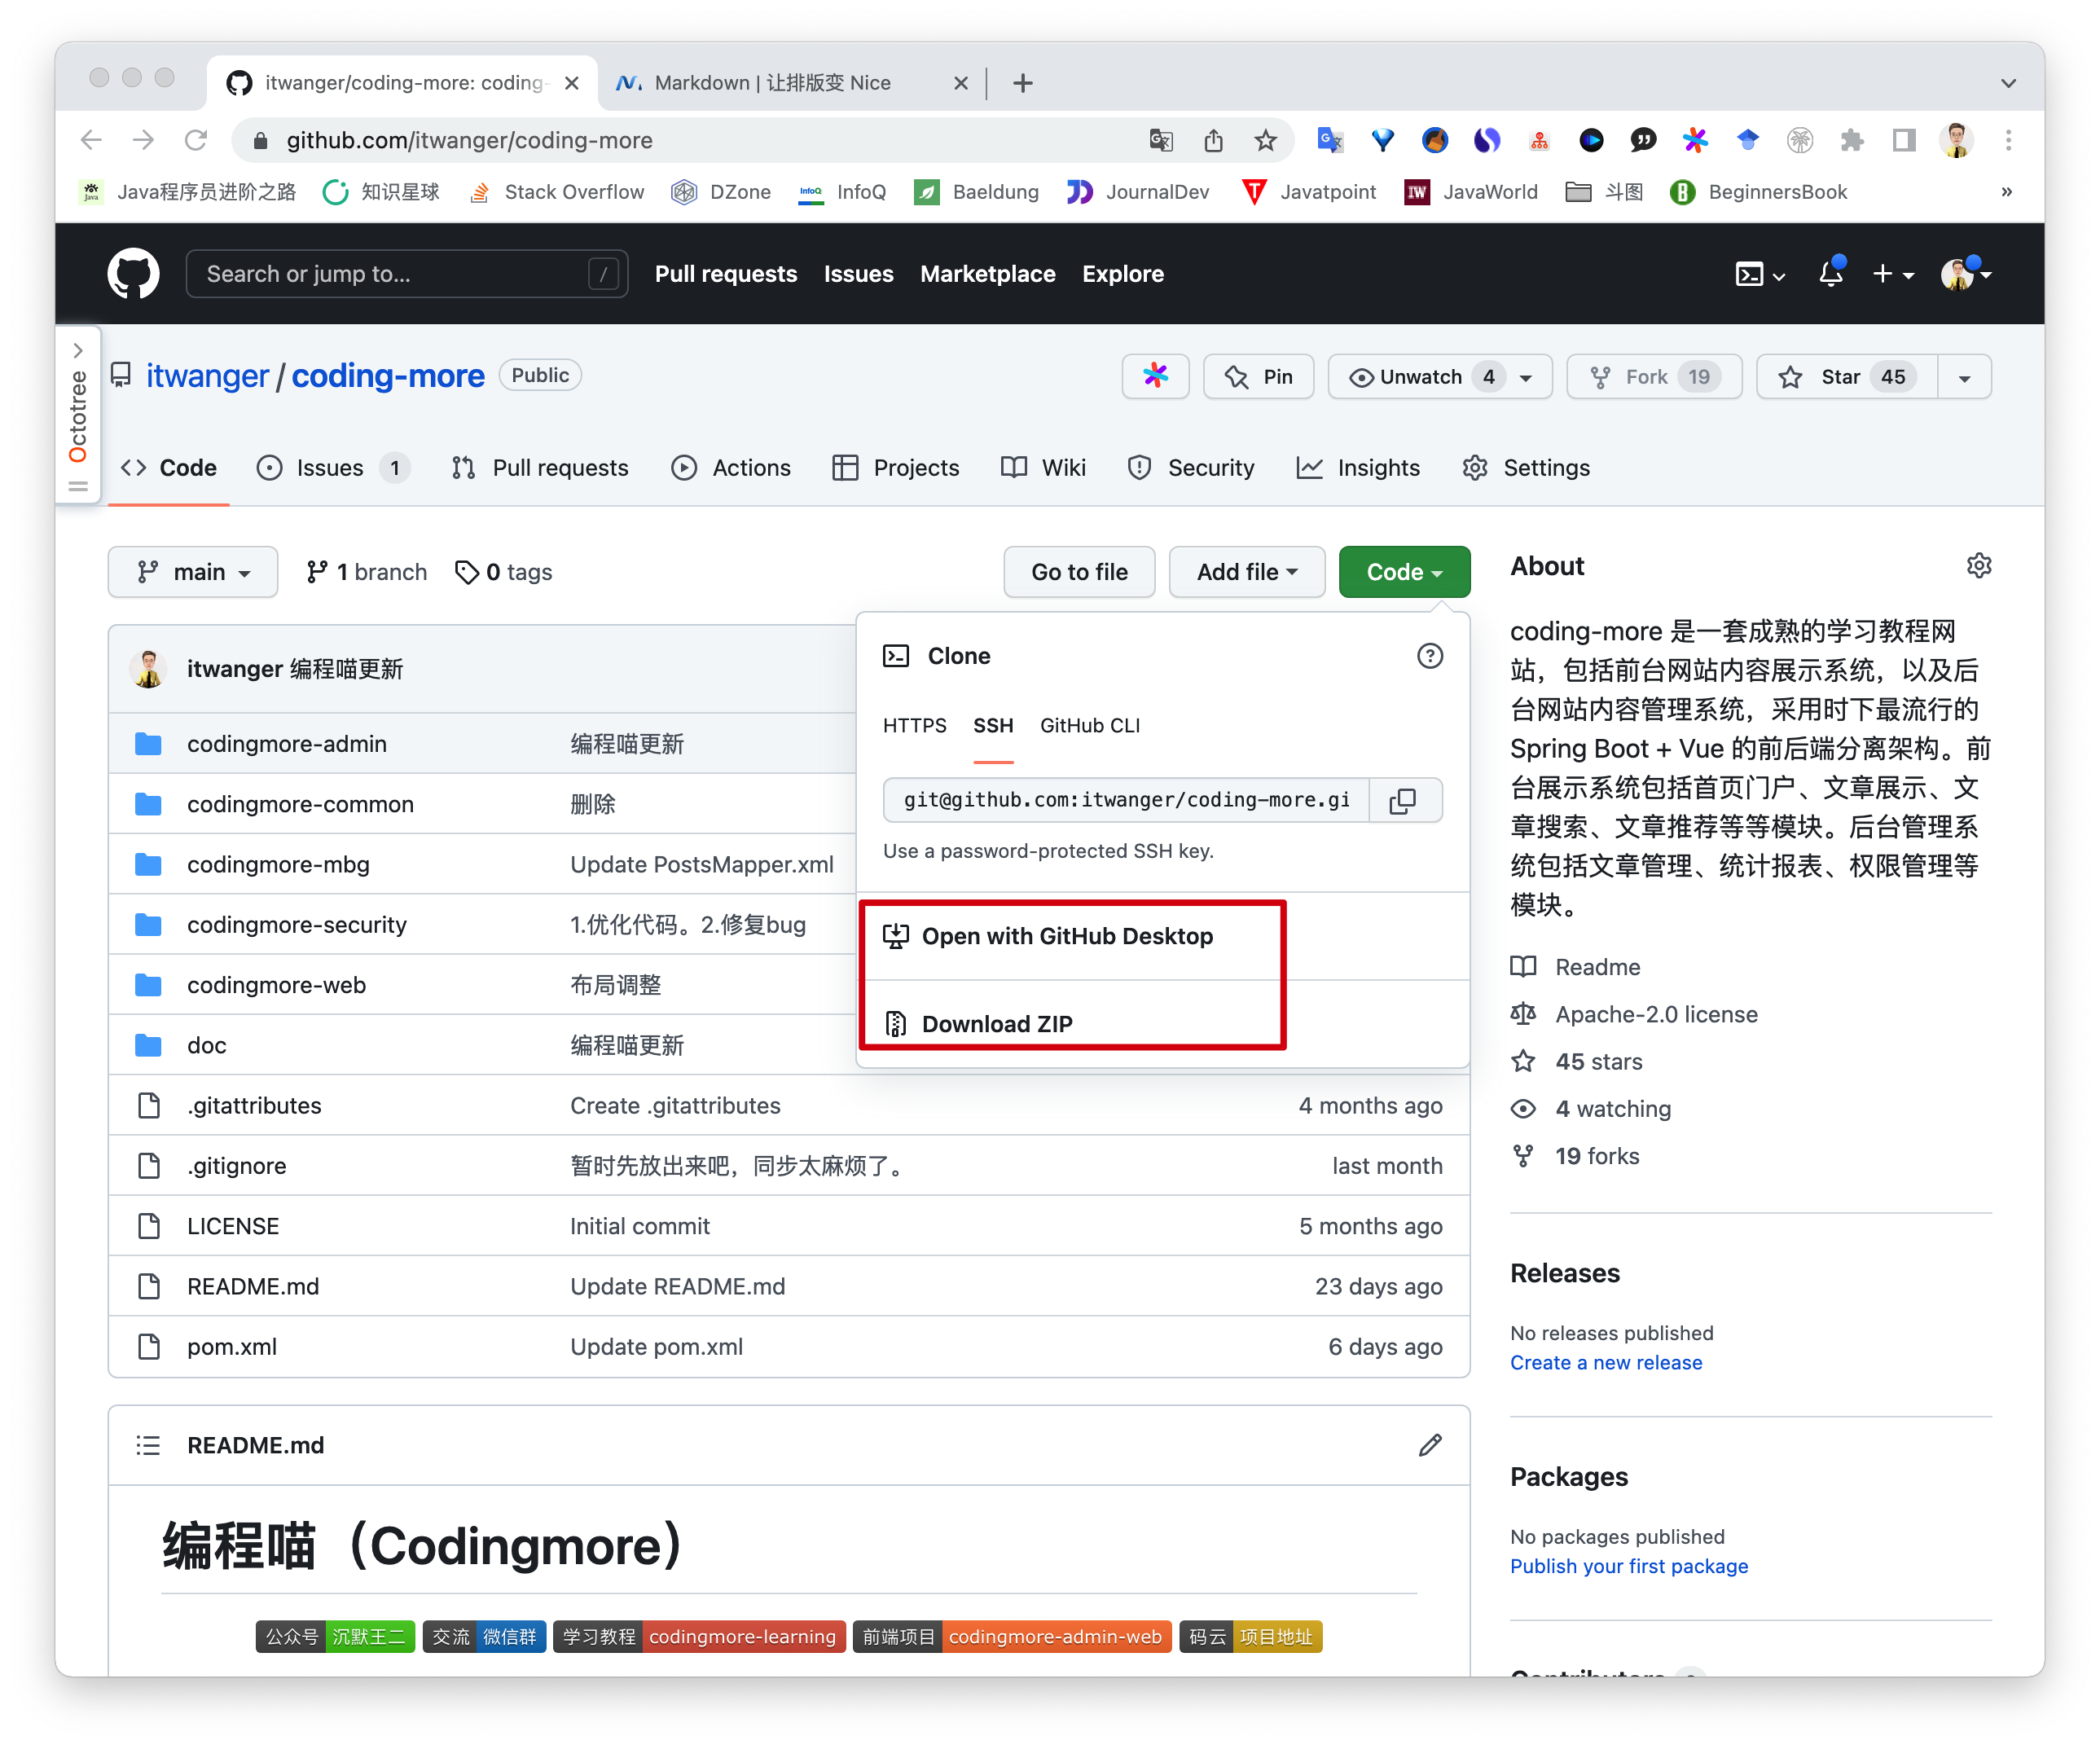 itwanger/coding-more: coding-
Markdown | 让排版变 Nice
github.com/itwanger/coding-more
Java程序员进阶之路
知识星球
Stack Overflow
DZone
InfoQ
Baeldung
JournalDev
Javatpoint
JavaWorld
斗图
BeginnersBook
»
Search or jump to...
/
Pull requests
Issues
Marketplace
Explore
Octotree
itwanger / coding-more
Public
Pin
Unwatch 4
Fork 19
Star 45
Code
Issues 1
Pull requests
Actions
Projects
Wiki
Security
Insights
Settings
main
1 branch
0 tags
Go to file
Add file
Code
itwanger 编程喵更新
codingmore-admin 编程喵更新
codingmore-common 删除
codingmore-mbg Update PostsMapper.xml
codingmore-security 1.优化代码。2.修复bug
codingmore-web 布局调整
doc 编程喵更新
.gitattributes Create .gitattributes 4 months ago
.gitignore 暂时先放出来吧，同步太麻烦了。 last month
LICENSE Initial commit 5 months ago
README.md Update README.md 23 days ago
pom.xml Update pom.xml 6 days ago
Clone
HTTPS SSH GitHub CLI
git@github.com:itwanger/coding-more.gi
Use a password-protected SSH key.
Open with GitHub Desktop
Download ZIP
README.md
编程喵（Codingmore）
公众号 沉默王二
交流 微信群
学习教程 codingmore-learning
前端项目 codingmore-admin-web
码云 项目地址
About
coding-more 是一套成熟的学习教程网
站，包括前台网站内容展示系统，以及后
台网站内容管理系统，采用时下最流行的
Spring Boot + Vue 的前后端分离架构。前
台展示系统包括首页门户、文章展示、文
章搜索、文章推荐等等模块。后台管理系
统包括文章管理、统计报表、权限管理等
模块。
Readme
Apache-2.0 license
45 stars
4 watching
19 forks
Releases
No releases published
Create a new release
Packages
No packages published
Publish your first package
Contributors